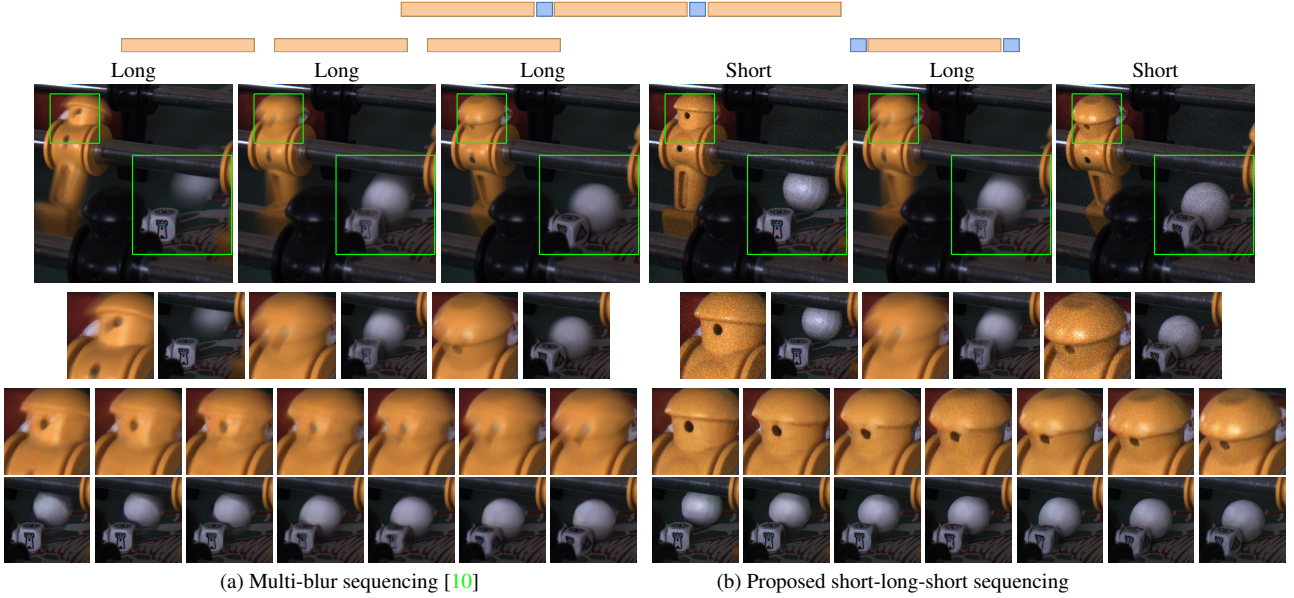 Long Long Long Short Long Short
(a) Multi-blur sequencing [10] (b) Proposed short-long-short sequencing